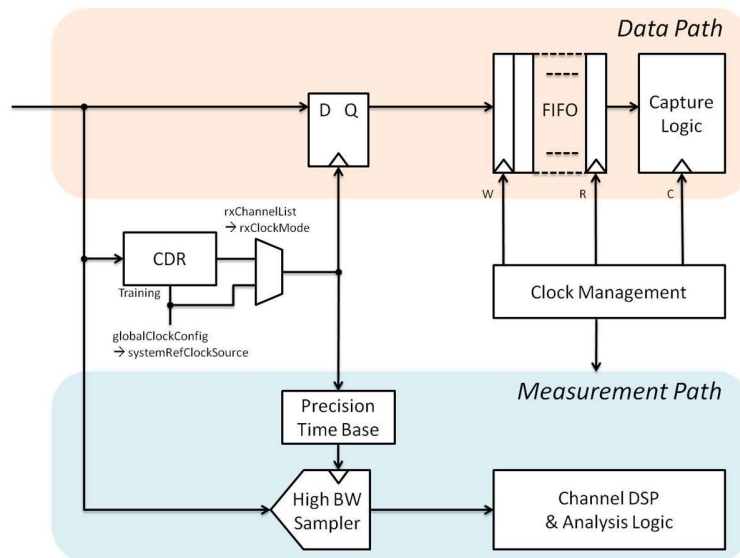 Data Path
D Q
FIFO
Capture
Logic
W
R
C
rxChannelList
→ rxClockMode
CDR
Training
Clock Management
globalClockConfig
→ systemRefClockSource
Measurement Path
Precision
Time Base
High BW
Sampler
Channel DSP
& Analysis Logic